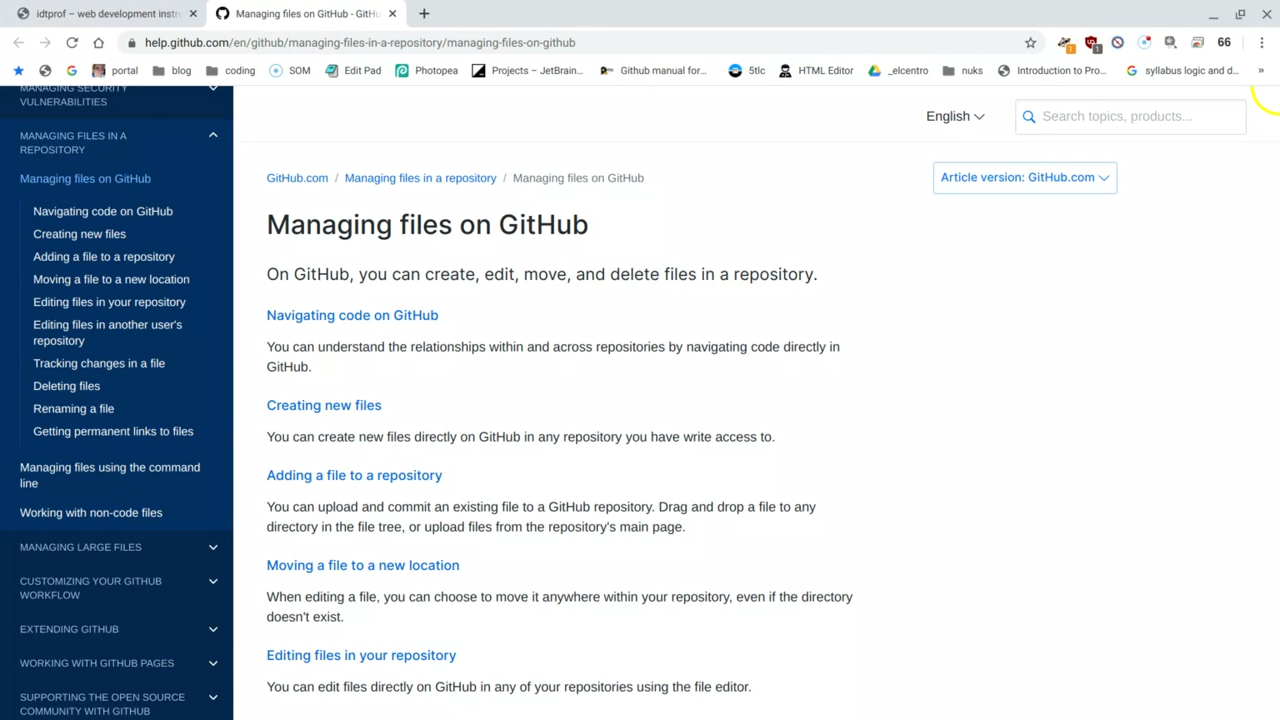 idtprof – web development instru
Managing files on GitHub - GitHu
help.github.com/en/github/managing-files-in-a-repository/managing-files-on-github
1
1
66
portal
blog
coding
SOM
Edit Pad
Photopea
Projects – JetBrain...
Github manual for...
5tlc
HTML Editor
_elcentro
nuks
Introduction to Pro...
syllabus logic and d...
»
MANAGING SECURITY
VULNERABILITIES
MANAGING FILES IN A
REPOSITORY
Managing files on GitHub
Navigating code on GitHub
Creating new files
Adding a file to a repository
Moving a file to a new location
Editing files in your repository
Editing files in another user's
repository
Tracking changes in a file
Deleting files
Renaming a file
Getting permanent links to files
Managing files using the command
line
Working with non-code files
MANAGING LARGE FILES
CUSTOMIZING YOUR GITHUB
WORKFLOW
EXTENDING GITHUB
WORKING WITH GITHUB PAGES
SUPPORTING THE OPEN SOURCE
COMMUNITY WITH GITHUB
English
Search topics, products...
GitHub.com / Managing files in a repository / Managing files on GitHub
Article version: GitHub.com
Managing files on GitHub
On GitHub, you can create, edit, move, and delete files in a repository.
Navigating code on GitHub
You can understand the relationships within and across repositories by navigating code directly in
GitHub.
Creating new files
You can create new files directly on GitHub in any repository you have write access to.
Adding a file to a repository
You can upload and commit an existing file to a GitHub repository. Drag and drop a file to any
directory in the file tree, or upload files from the repository's main page.
Moving a file to a new location
When editing a file, you can choose to move it anywhere within your repository, even if the directory
doesn't exist.
Editing files in your repository
You can edit files directly on GitHub in any of your repositories using the file editor.